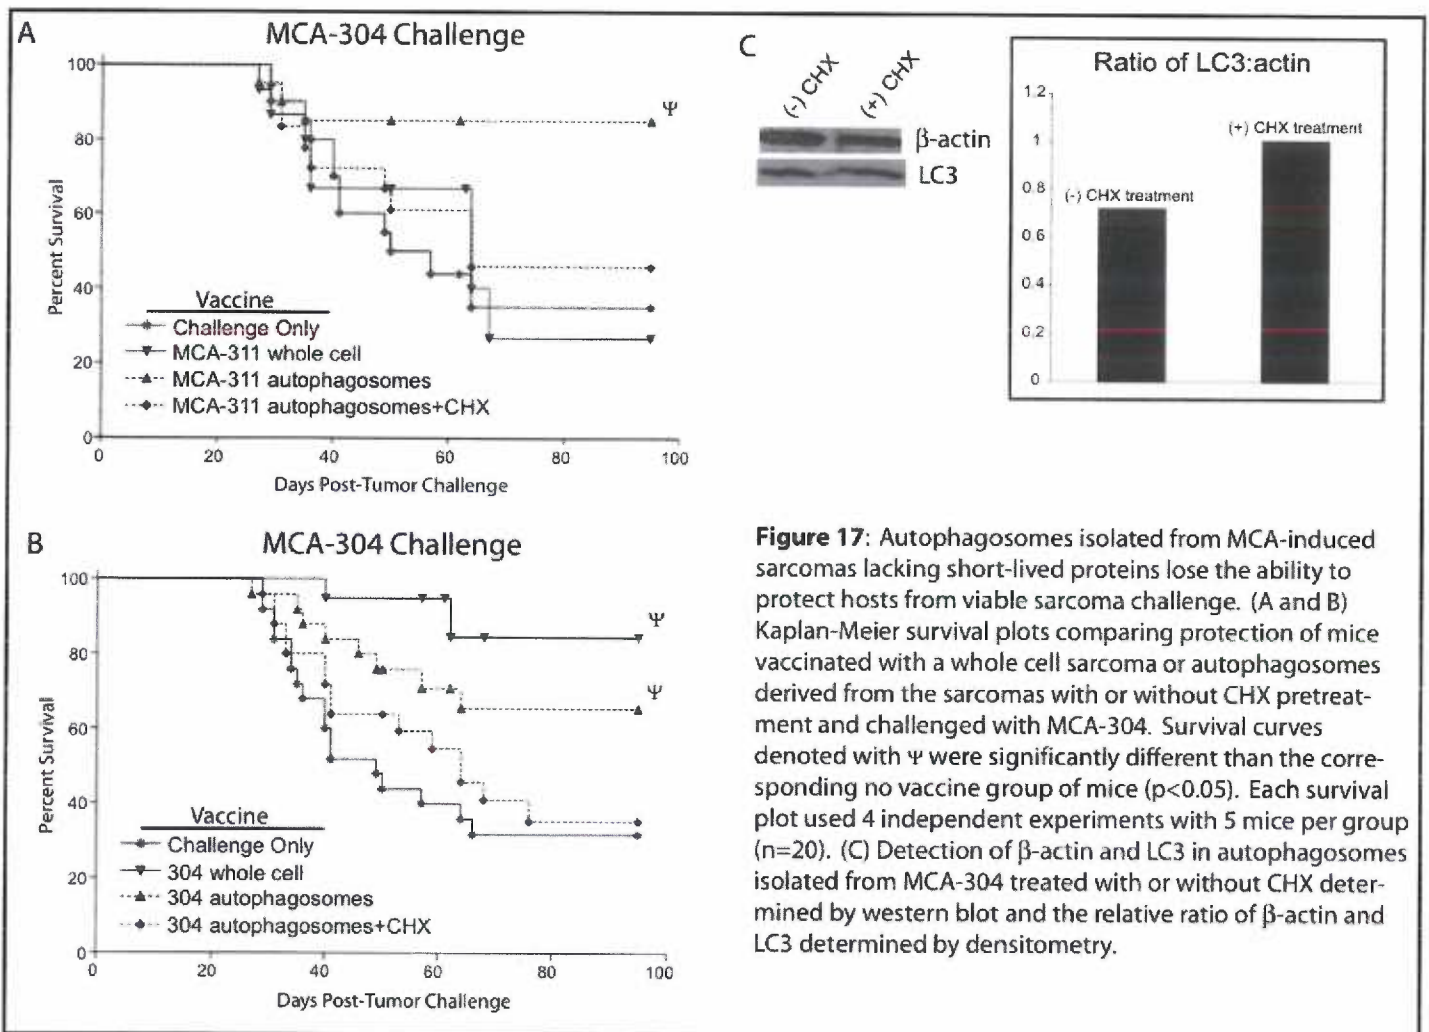 A
MCA-304 Challenge
Percent Survival
100
80
60
40
20
0
Ψ
Vaccine
Challenge Only
MCA-311 whole cell
MCA-311 autophagosomes
MCA-311 autophagosomes+CHX
0 20 40 60 80 100
Days Post-Tumor Challenge
B
MCA-304 Challenge
Percent Survival
100
80
60
40
20
0
Ψ
Ψ
Vaccine
Challenge Only
304 whole cell
304 autophagosomes
304 autophagosomes+CHX
0 20 40 60 80 100
Days Post-Tumor Challenge
C
(-) CHX
(+) CHX
β-actin
LC3
Ratio of LC3:actin
1.2
1
0.8
0.6
0.4
0.2
0
(-) CHX treatment
(+) CHX treatment
Figure 17: Autophagosomes isolated from MCA-induced
sarcomas lacking short-lived proteins lose the ability to
protect hosts from viable sarcoma challenge. (A and B)
Kaplan-Meier survival plots comparing protection of mice
vaccinated with a whole cell sarcoma or autophagosomes
derived from the sarcomas with or without CHX pretreat-
ment and challenged with MCA-304. Survival curves
denoted with Ψ were significantly different than the corre-
sponding no vaccine group of mice (p<0.05). Each survival
plot used 4 independent experiments with 5 mice per group
(n=20). (C) Detection of β-actin and LC3 in autophagosomes
isolated from MCA-304 treated with or without CHX deter-
mined by western blot and the relative ratio of β-actin and
LC3 determined by densitometry.